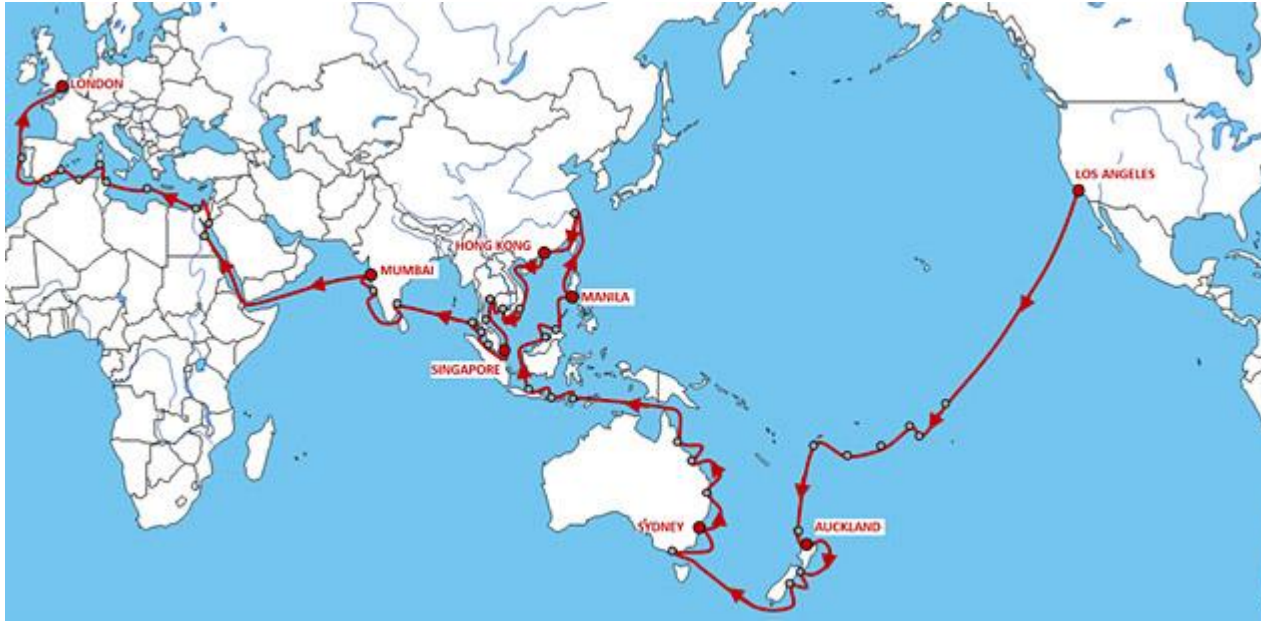 LONDON
LOS ANGELES
HONG KONG
MUMBAI
MANILA
SINGAPORE
SYDNEY
AUCKLAND